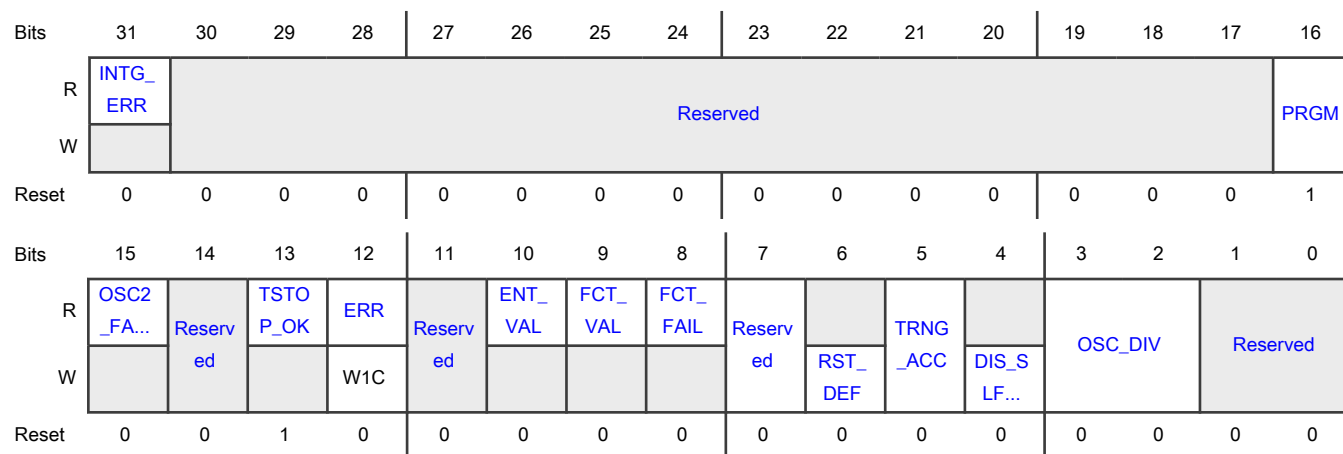 Bits 31 30 29 28 27 26 25 24 23 22 21 20 19 18 17 16
INTG_
R
ERR
Reserved PRGM
W
Reset 0 0 0 0 0 0 0 0 0 0 0 0 0 0 0 1
Bits 15 14 13 12 11 10 9 8 7 6 5 4 3 2 1 0
OSC2 TSTO ENT_ FCT_ FCT_
R _FA... Reserv P_OK ERR Reserv VAL VAL FAIL Reserv TRNG
ed ed ed _ACC OSC_DIV Reserved
W W1C RST_ DIS_S
DEF LF...
Reset 0 0 1 0 0 0 0 0 0 0 0 0 0 0 0 0